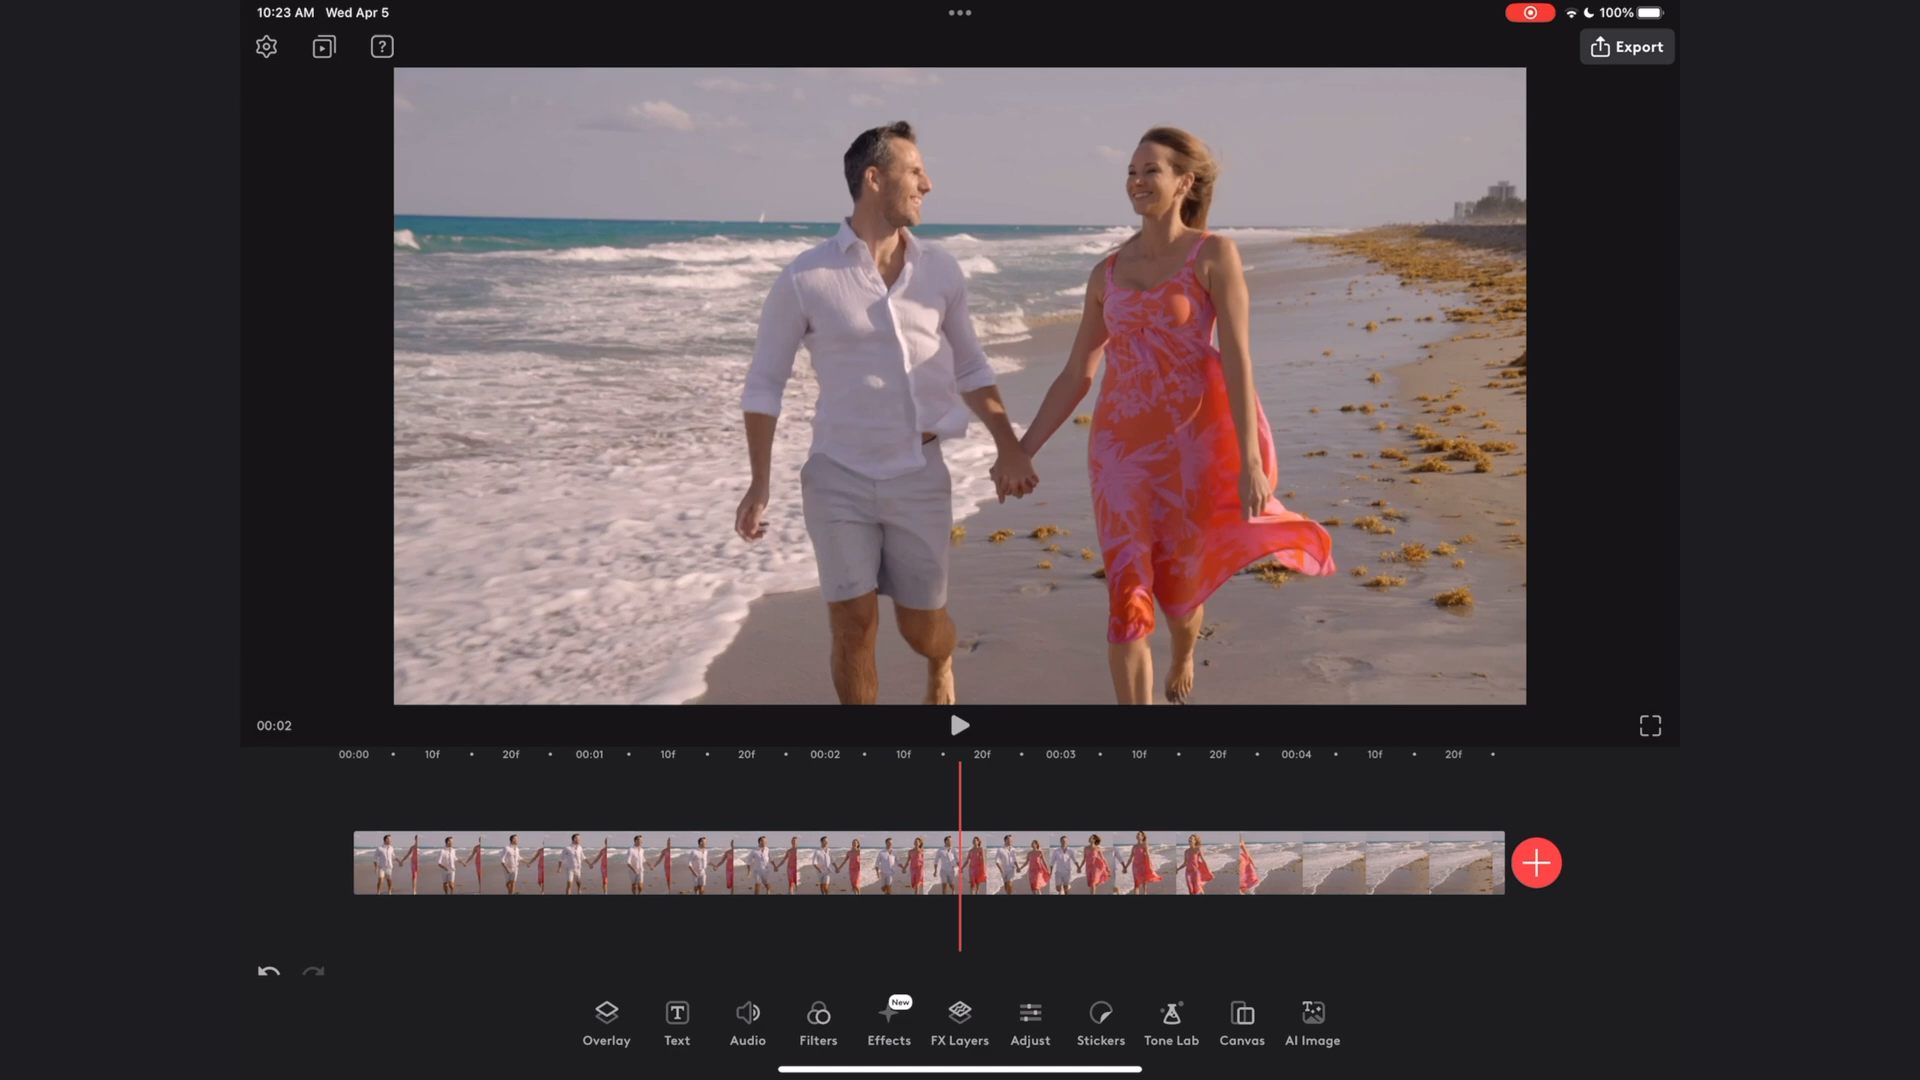 10:23 AM Wed Apr 5
100%
Export
00:02
00:00 10f 20f 00:01 10f 20f 00:02 10f 20f 00:03 10f 20f 00:04 10f 20f
New
Overlay Text Audio Filters Effects FX Layers Adjust Stickers Tone Lab Canvas AI Image